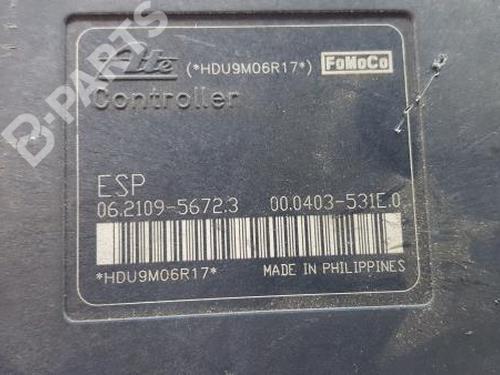 B-PARTS
Ate (*HDU9M06R17*) FoMoCo
Controller
ESP
06.2109-5672.3 00.0403-531E.0
*HDU9M06R17* MADE IN PHILIPPINES